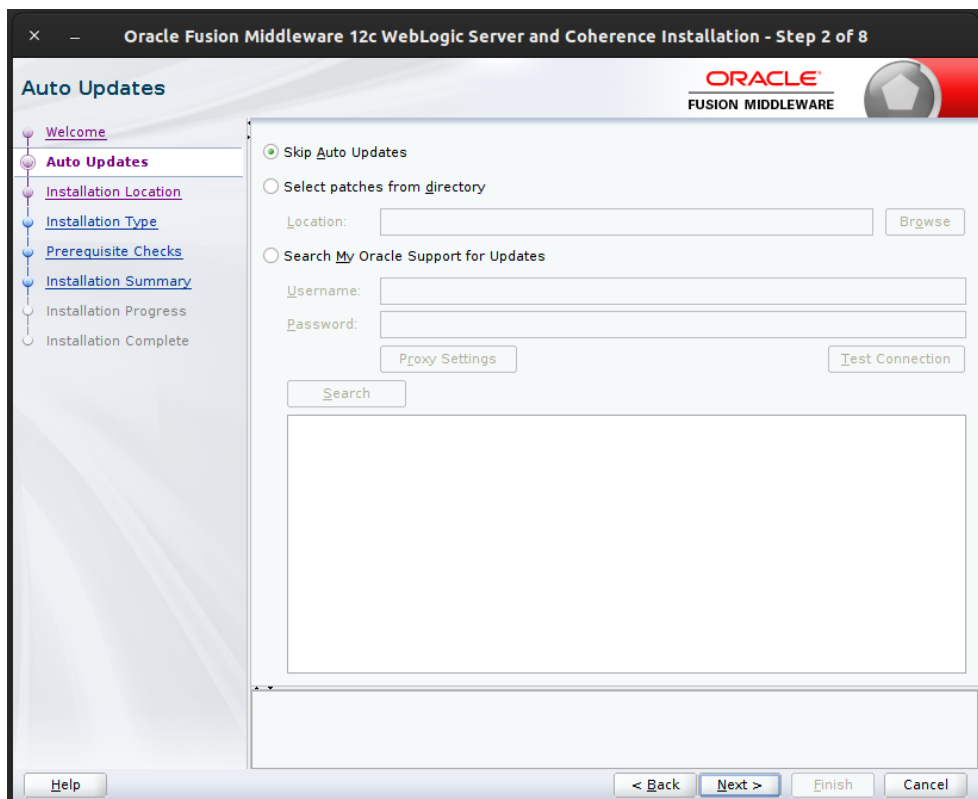 Oracle Fusion Middleware 12c WebLogic Server and Coherence Installation - Step 2 of 8
Auto Updates
ORACLE
FUSION MIDDLEWARE
Welcome
Auto Updates
Installation Location
Installation Type
Prerequisite Checks
Installation Summary
Installation Progress
Installation Complete
Skip Auto Updates
Select patches from directory
Location:
Browse
Search My Oracle Support for Updates
Username:
Password:
Proxy Settings
Test Connection
Search
Help
< Back
Next >
Finish
Cancel